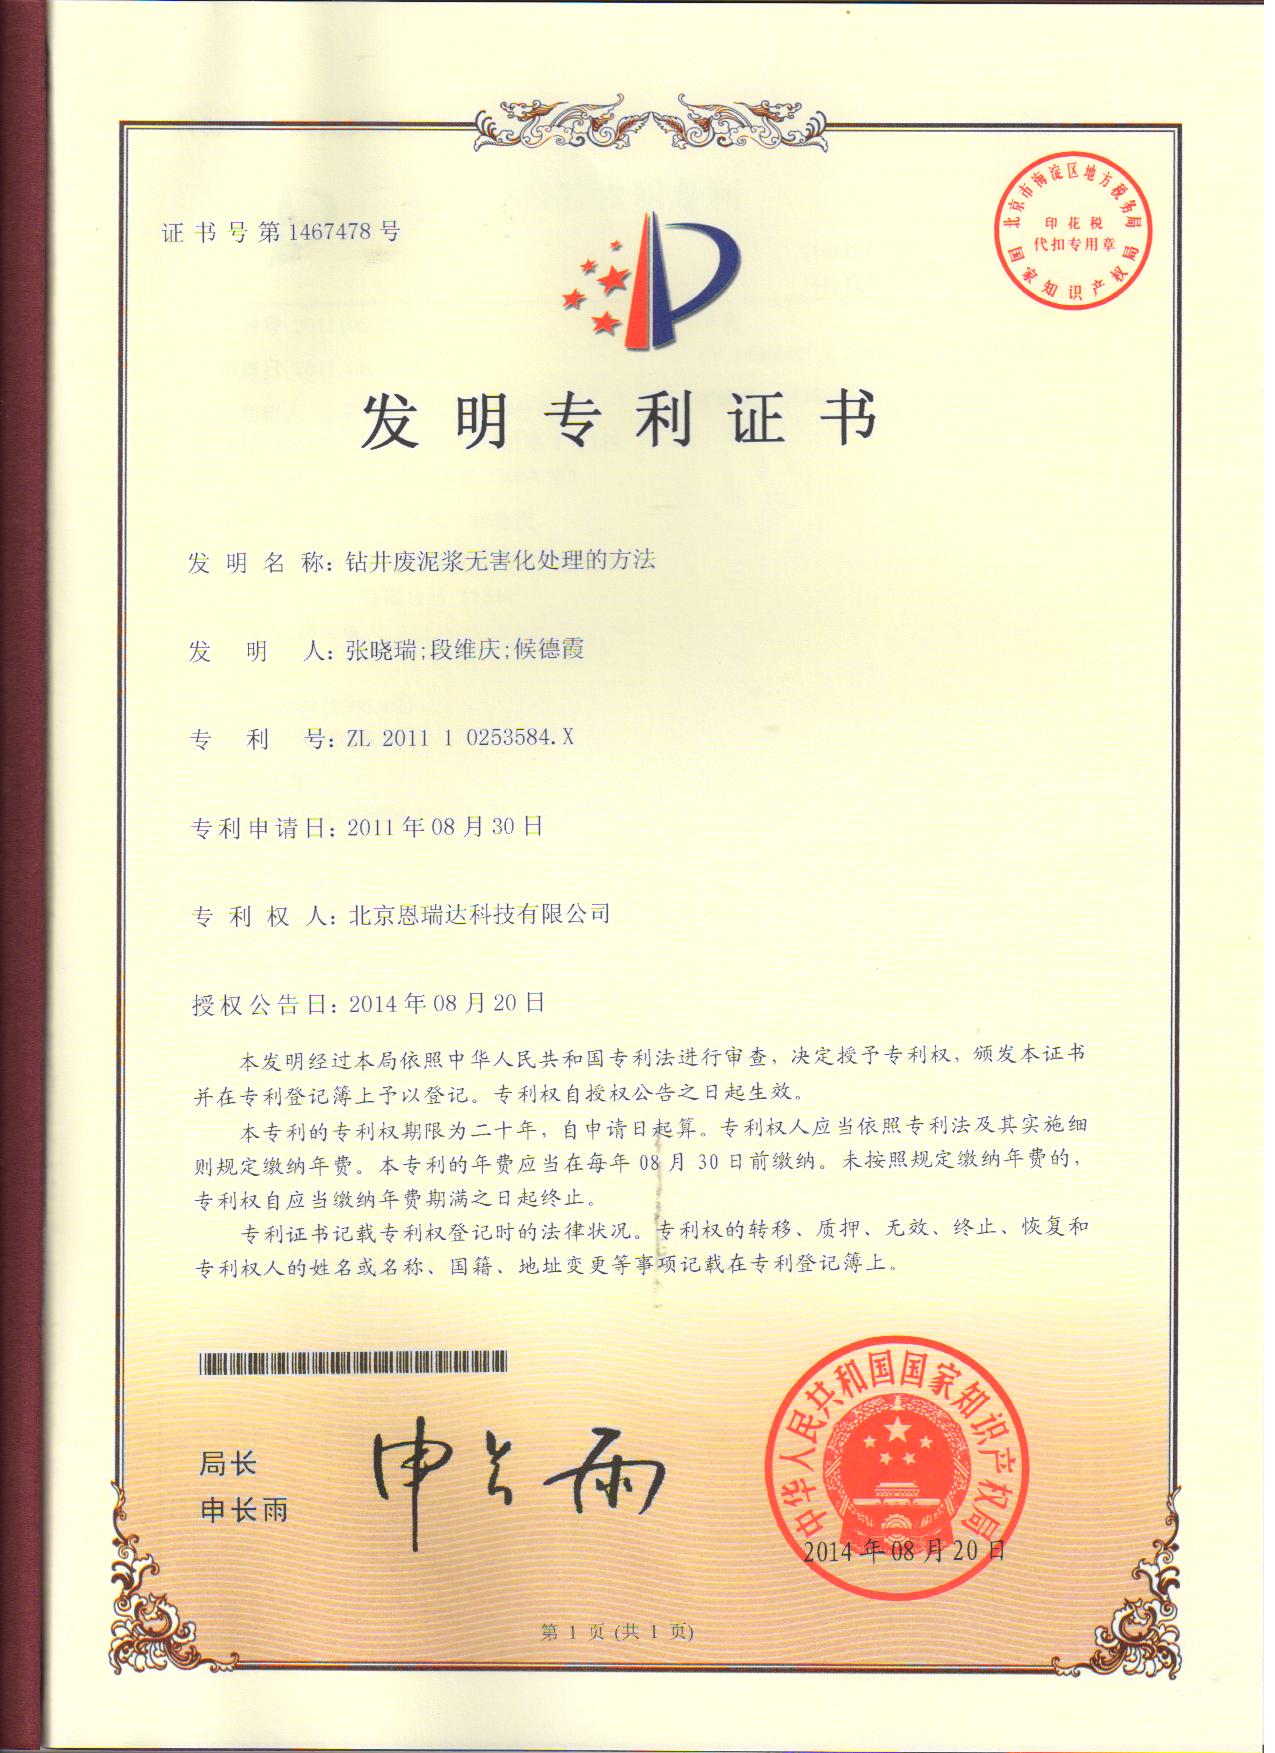 证书号第1467478号
北京市海淀区地方税务局
印花税
代扣专用章
国家知识产权局
发明专利证书
发明名称：钻井废泥浆无害化处理的方法
发明人：张晓瑞;段维庆;候德霞
专利号：ZL 2011 1 0253584.X
专利申请日：2011年08月30日
专利权人：北京恩瑞达科技有限公司
授权公告日：2014年08月20日
本发明经过本局依照中华人民共和国专利法进行审查，决定授予专利权，颁发本证书
并在专利登记簿上予以登记。专利权自授权公告之日起生效。
本专利的专利权期限为二十年，自申请日起算。专利权人应当依照专利法及其实施细
则规定缴纳年费。本专利的年费应当在每年08月30日前缴纳。未按照规定缴纳年费的，
专利权自应当缴纳年费期满之日起终止。
专利证书记载专利权登记时的法律状况。专利权的转移、质押、无效、终止、恢复和
专利权人的姓名或名称、国籍、地址变更等事项记载在专利登记簿上。
局长
申长雨
申长雨
中华人民共和国国家知识产权局
2014年08月20日
第 1 页 (共 1 页)